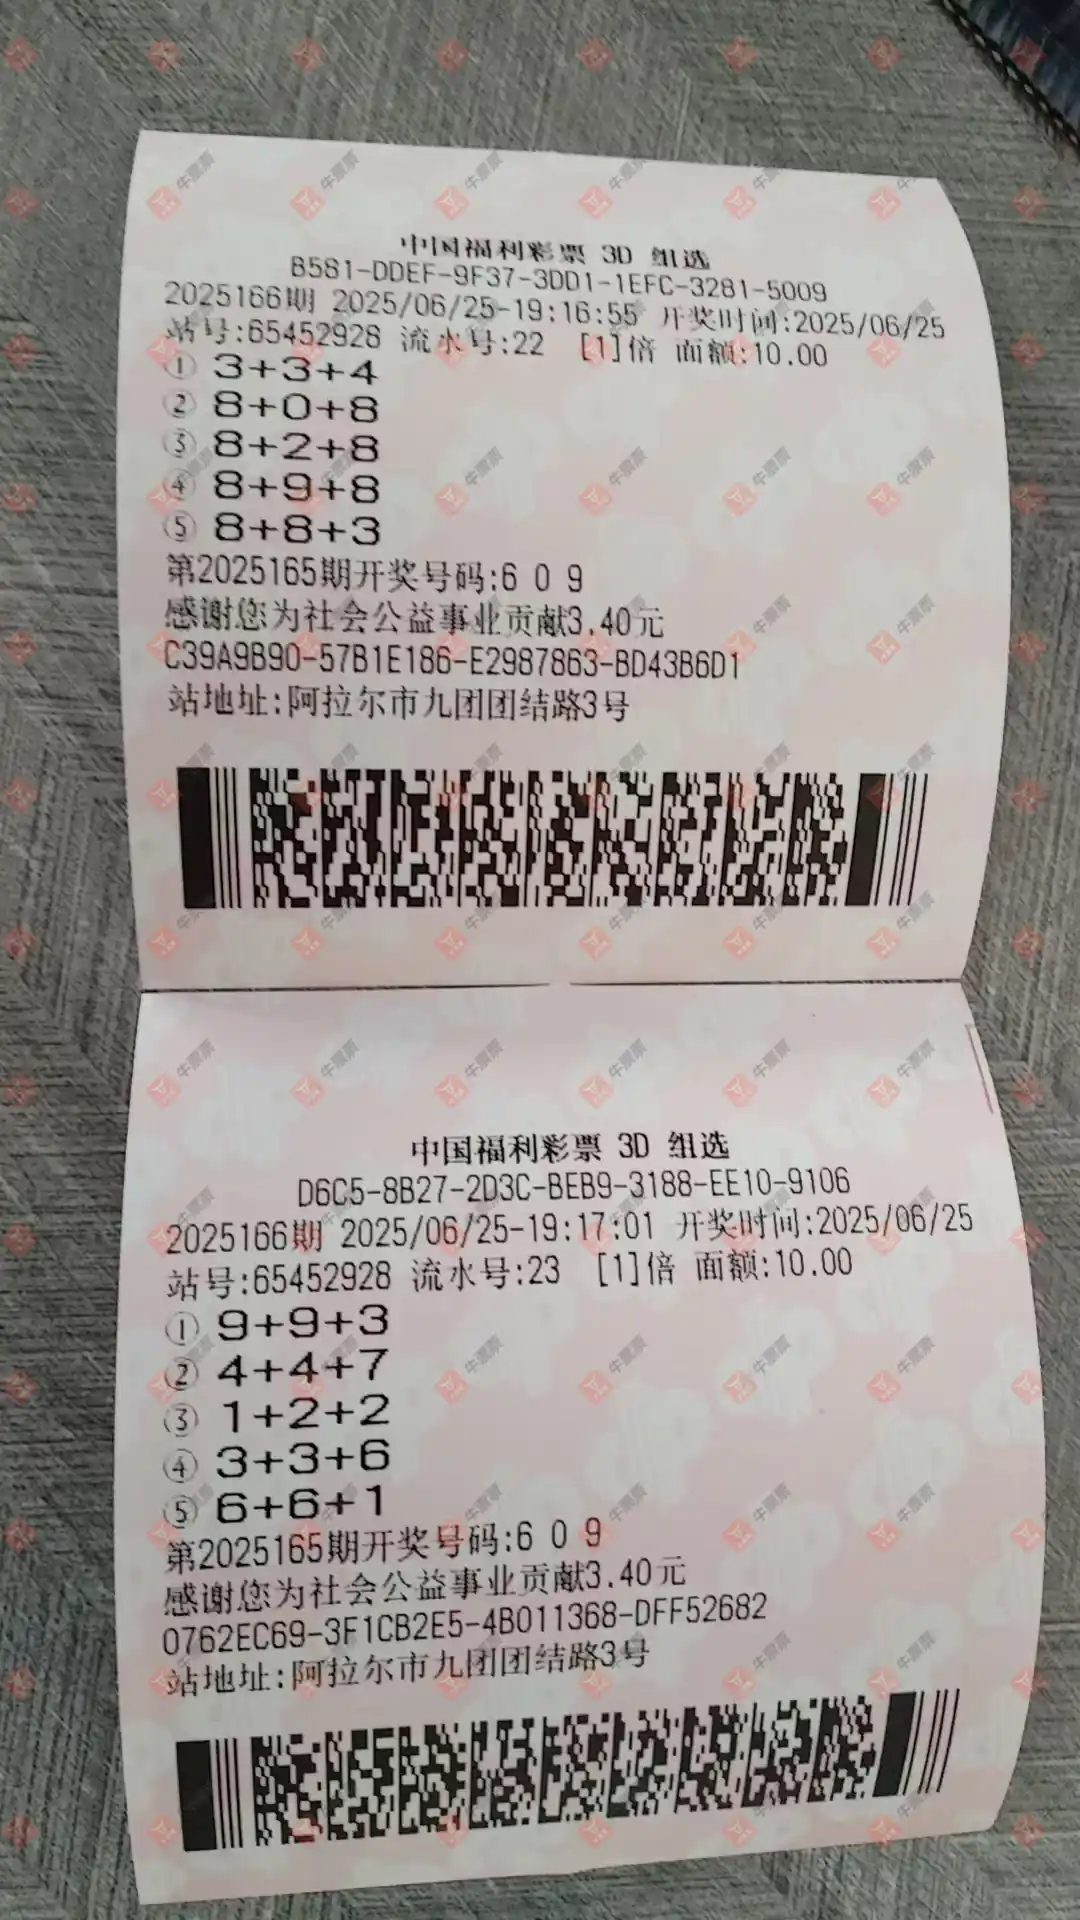 中国福利彩票 3D 组选
B581-DDEF-9F37-3DD1-1EFC-3281-5009
2025166期 2025/06/25-19:16:55 开奖时间:2025/06/25
站号:65452928 流水号:22 [1]倍 面额:10.00
① 3+3+4
② 8+0+8
③ 8+2+8
④ 8+9+8
⑤ 8+8+3
第2025165期开奖号码:6 0 9
感谢您为社会公益事业贡献3.40元
C39A9B90-57B1E186-E2987863-BD43B6D1
站地址:阿拉尔市九团团结路3号
中国福利彩票 3D 组选
D6C5-8B27-2D3C-BEB9-3188-EE10-9106
2025166期 2025/06/25-19:17:01 开奖时间:2025/06/25
站号:65452928 流水号:23 [1]倍 面额:10.00
① 9+9+3
② 4+4+7
③ 1+2+2
④ 3+3+6
⑤ 6+6+1
第2025165期开奖号码:6 0 9
感谢您为社会公益事业贡献3.40元
0762EC69-3F1CB2E5-4B011368-DFF52682
站地址:阿拉尔市九团团结路3号